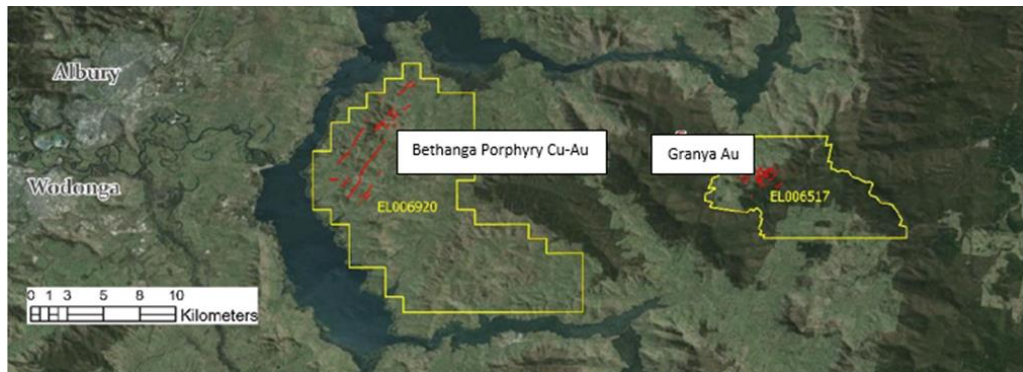 Albury
Bethanga Porphyry Cu-Au
Granya Au
Wodonga
EL006920
EL006517
0 1 3 5 8 10
Kilometers